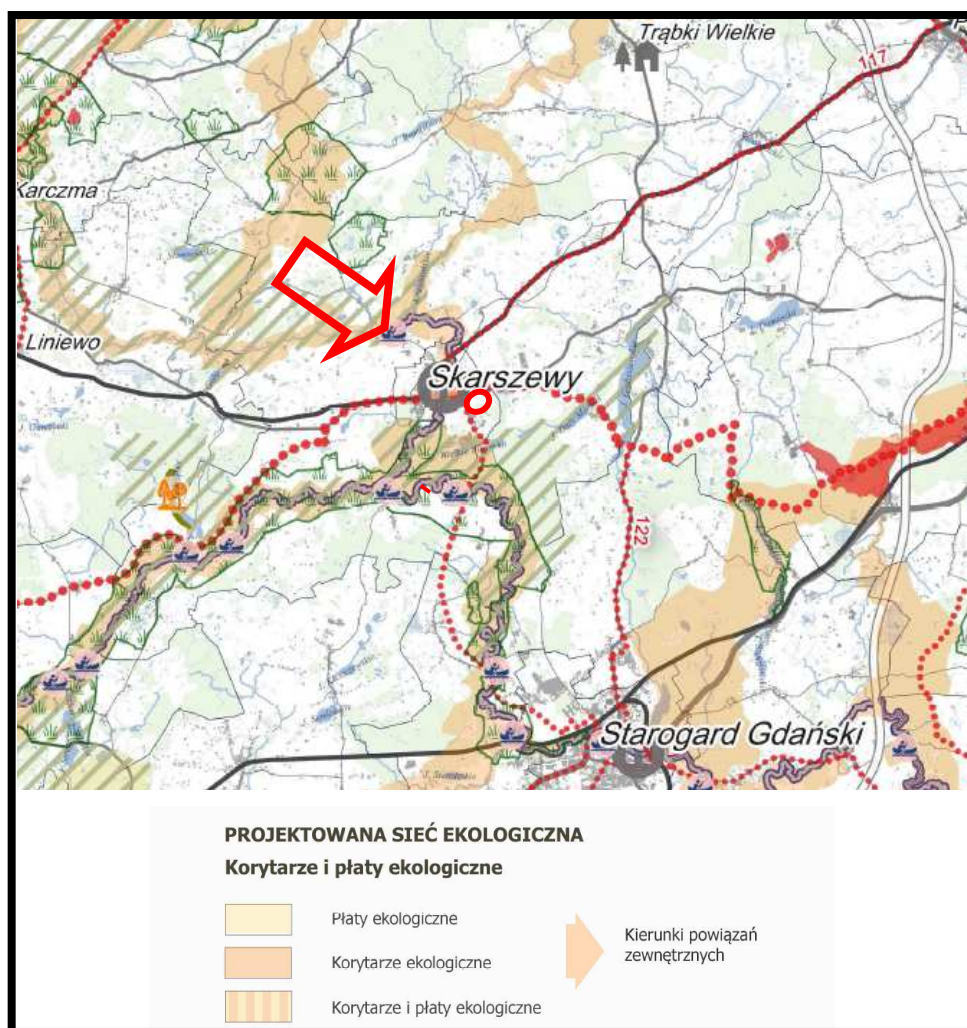 Trąbki Wielkie
117
Karczma
Liniewo
Skarszewy
122
Starogard Gdański
PROJEKTOWANA SIEĆ EKOLOGICZNA
Korytarze i płaty ekologiczne
Płaty ekologiczne
Korytarze ekologiczne
Korytarze i płaty ekologiczne
Kierunki powiązań
zewnętrznych